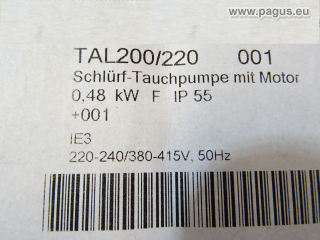 www.pagus.eu
TAL200/220 001
Schlürf-Tauchpumpe mit Motor
0,48 kW F IP 55
+001
IE3
220-240/380-415V, 50Hz